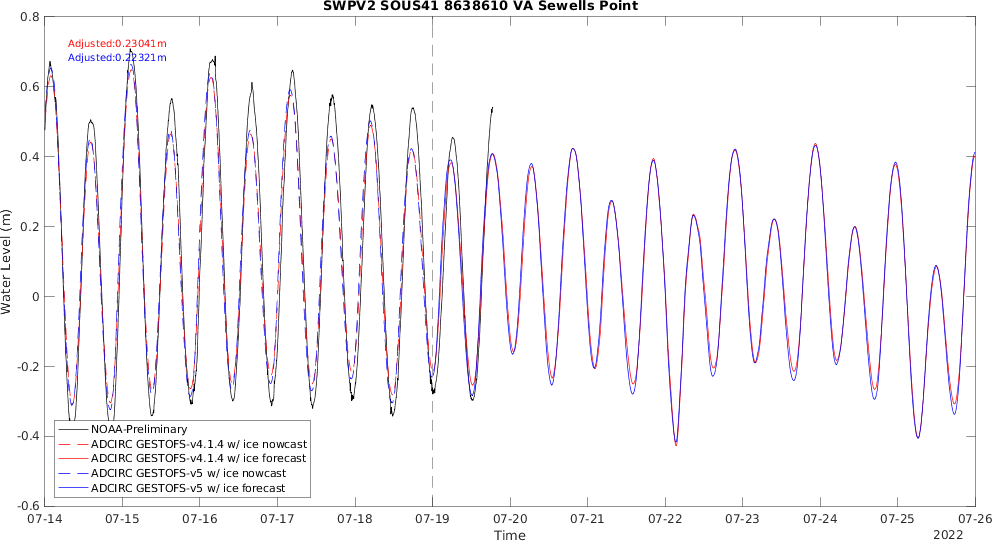 SWPV2 SOUS41 8638610 VA Sewells Point
Adjusted:0.23041m
Adjusted:0.22321m
0.8
0.6
0.4
0.2
0
-0.2
-0.4
-0.6
Water Level (m)
NOAA-Preliminary
ADCIRC GESTOFS-v4.1.4 w/ ice nowcast
ADCIRC GESTOFS-v4.1.4 w/ ice forecast
ADCIRC GESTOFS-v5 w/ ice nowcast
ADCIRC GESTOFS-v5 w/ ice forecast
07-14 07-15 07-16 07-17 07-18 07-19 07-20 07-21 07-22 07-23 07-24 07-25 07-26
Time
2022